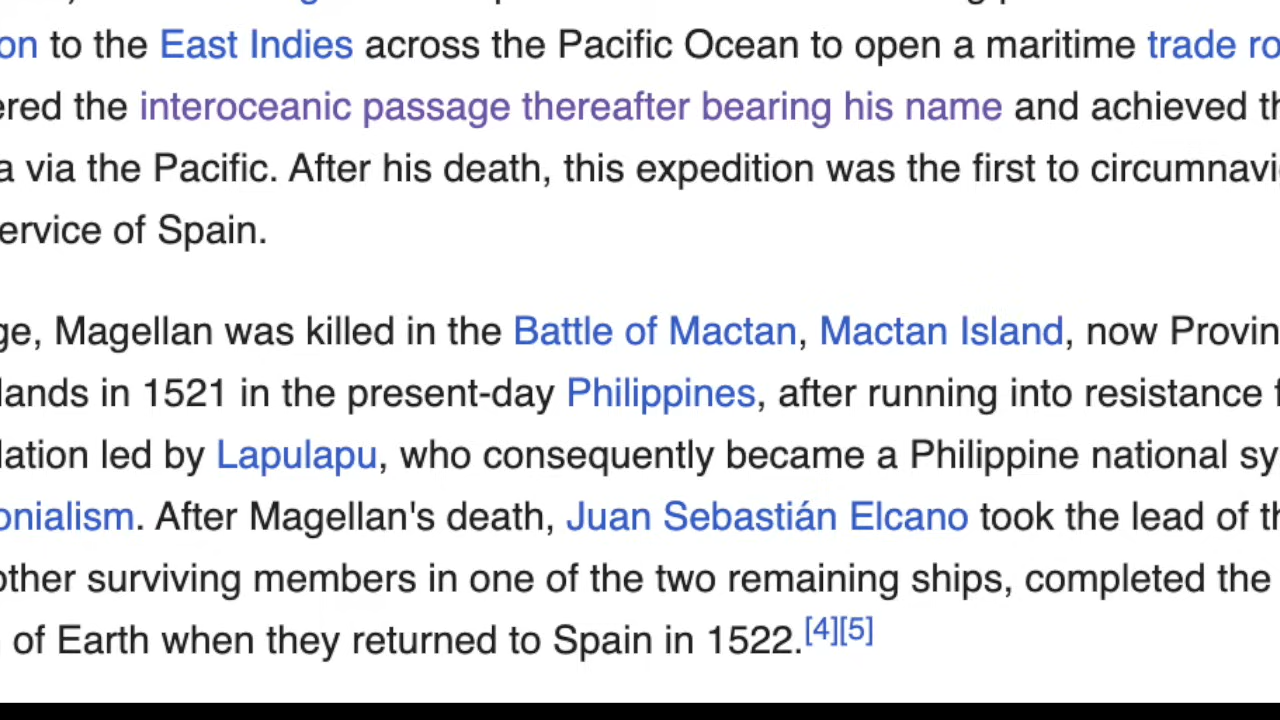 on to the East Indies across the Pacific Ocean to open a maritime trade ro
ered the interoceanic passage thereafter bearing his name and achieved th
a via the Pacific. After his death, this expedition was the first to circumnavi
ervice of Spain.
ge, Magellan was killed in the Battle of Mactan, Mactan Island, now Provin
lands in 1521 in the present-day Philippines, after running into resistance f
lation led by Lapulapu, who consequently became a Philippine national sy
onialism. After Magellan's death, Juan Sebastián Elcano took the lead of th
other surviving members in one of the two remaining ships, completed the
of Earth when they returned to Spain in 1522.[4][5]